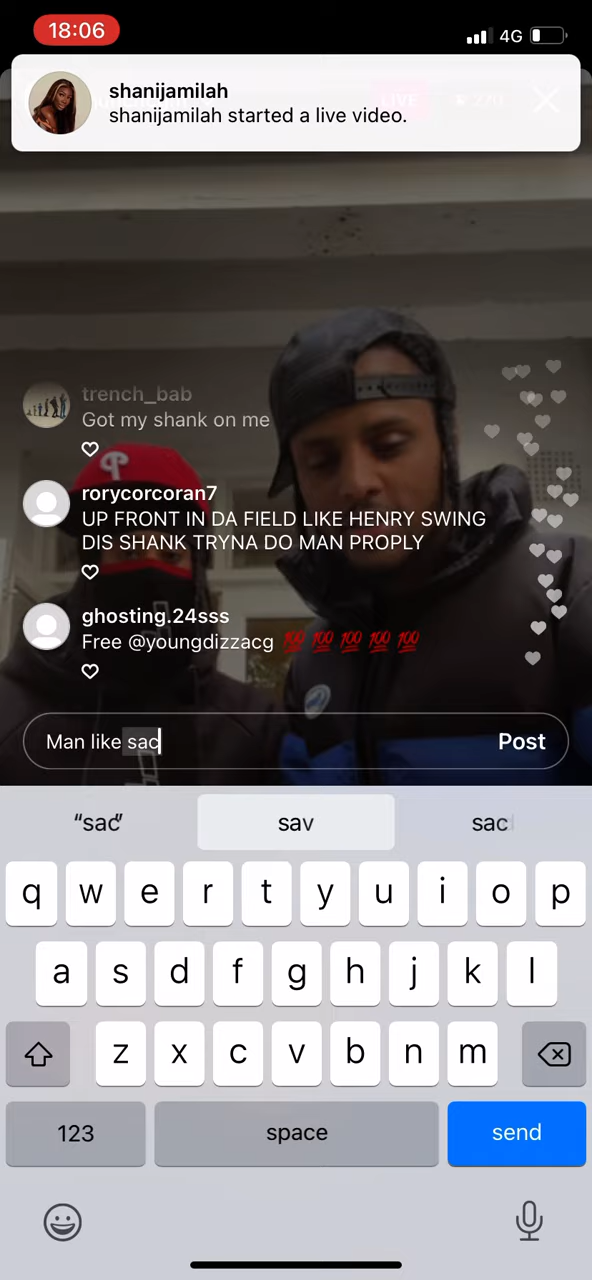 18:06
4G
shanijamilah
shanijamilah started a live video.
LIVE
trench_bab
Got my shank on me
rorycorcoran7
UP FRONT IN DA FIELD LIKE HENRY SWING
DIS SHANK TRYNA DO MAN PROPLY
ghosting.24sss
Free @youngdizzacg 💯 💯 💯 💯 💯
Man like sac
Post
“sac”
sav
sac
q w e r t y u i o p
a s d f g h j k l
z x c v b n m
123
space
send